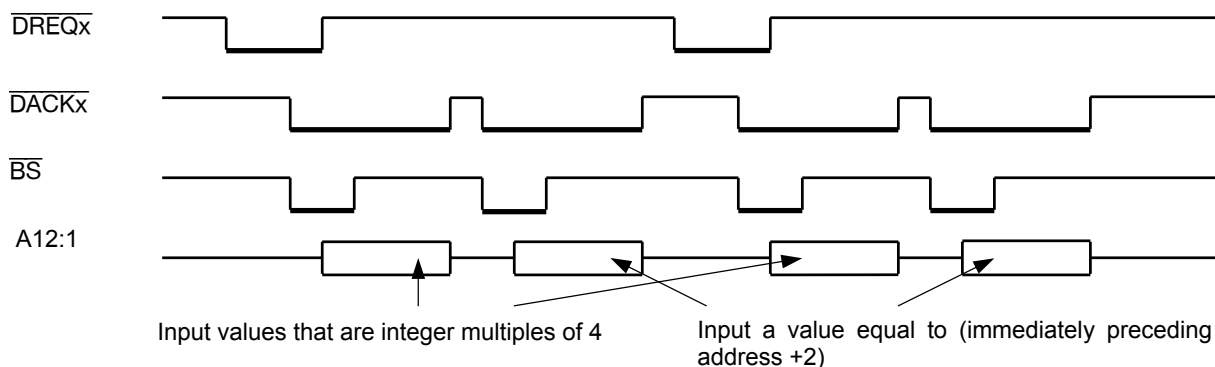 DREQx
DACKx
BS
A12:1
Input values that are integer multiples of 4
Input a value equal to (immediately preceding
address +2)